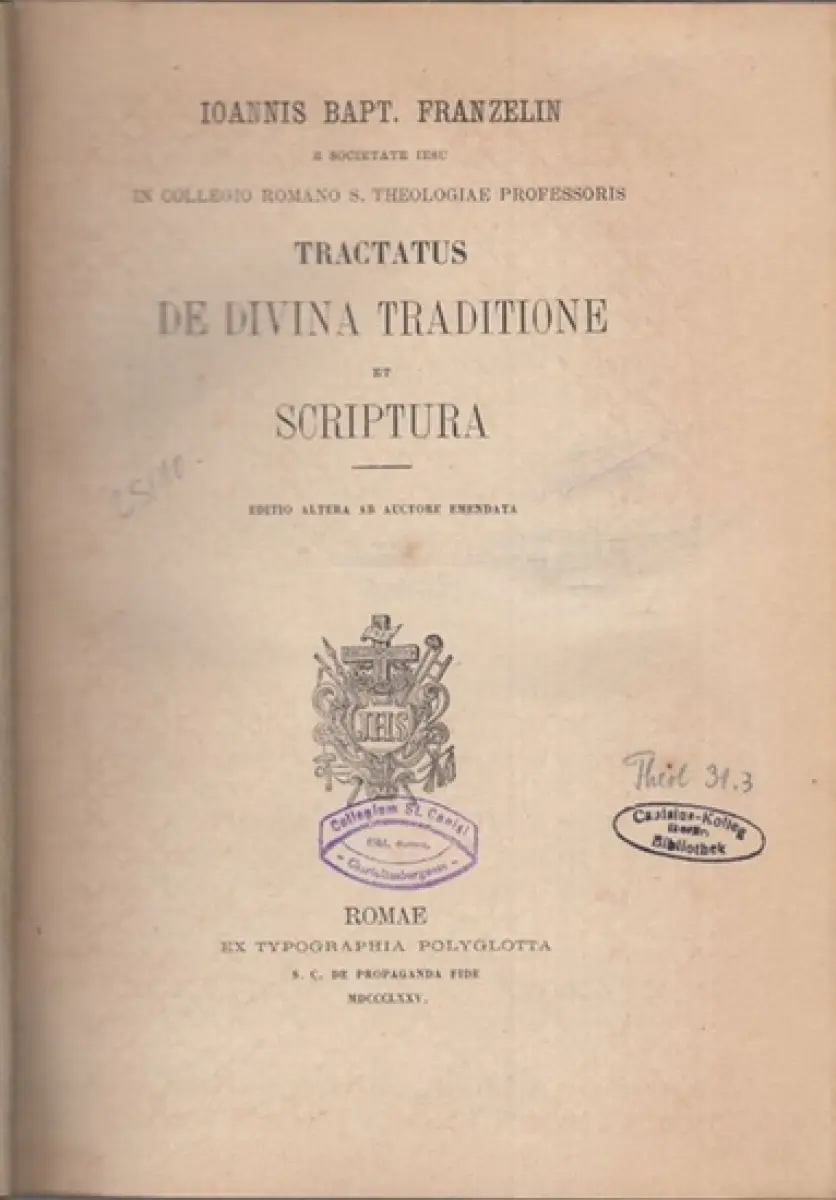 IOANNIS BAPT. FRANZELIN
E SOCIETATE IESU
IN COLLEGIO ROMANO S. THEOLOGIAE PROFESSORIS
TRACTATUS
DE DIVINA TRADITIONE
ET
SCRIPTURA
EDITIO ALTERA AB AUCTORE EMENDATA
JHS
Theol 31.3
Collegium St. Canisi
Canisius-Kolleg
Berlin
Bibliothek
ROMAE
EX TYPOGRAPHIA POLYGLOTTA
S. C. DE PROPAGANDA FIDE
MDCCCLXXV.